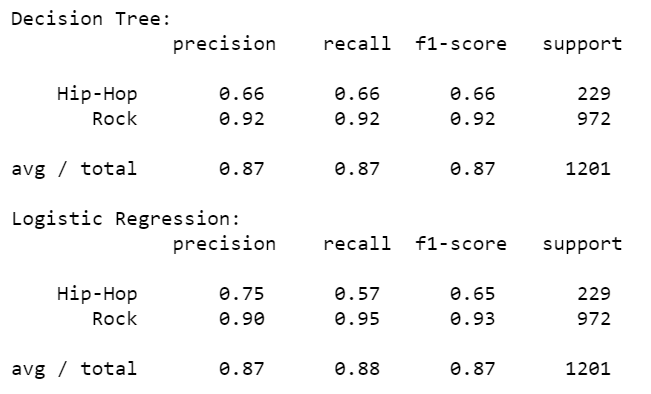 Decision Tree:
precision recall f1-score support
Hip-Hop 0.66 0.66 0.66 229
Rock 0.92 0.92 0.92 972
avg / total 0.87 0.87 0.87 1201
Logistic Regression:
precision recall f1-score support
Hip-Hop 0.75 0.57 0.65 229
Rock 0.90 0.95 0.93 972
avg / total 0.87 0.88 0.87 1201